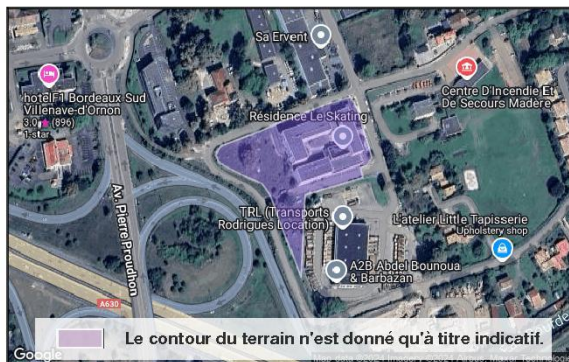 Sa Ervent
hotelF1 Bordeaux Sud
Villenave-d'Ornon
3.0 (896)
1-star
Centre D'Incendie Et
De Secours Madère
Résidence Le Skating
Av. Pierre Proudhon
TRL (Transports
Rodrigues Location)
L'atelier Little Tapisserie
Upholstery shop
A2B Abdel Bounoua
& Barbazan
A630
Le contour du terrain n'est donné qu'à titre indicatif.
Google